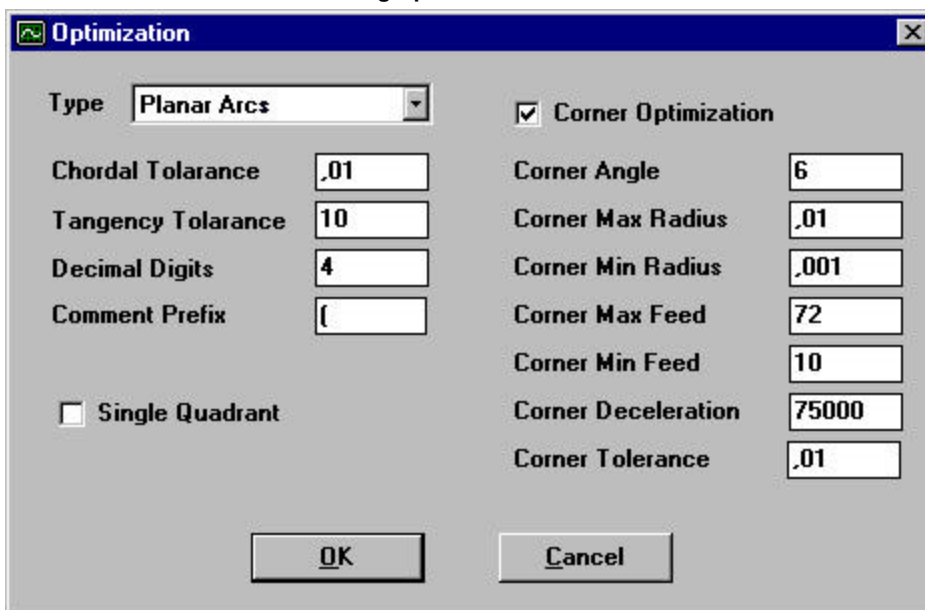 Optimization
Type Planar Arcs
Chordal Tolarance ,01
Tangency Tolarance 10
Decimal Digits 4
Comment Prefix (
Single Quadrant
Corner Optimization
Corner Angle 6
Corner Max Radius ,01
Corner Min Radius ,001
Corner Max Feed 72
Corner Min Feed 10
Corner Deceleration 75000
Corner Tolerance ,01
OK
Cancel